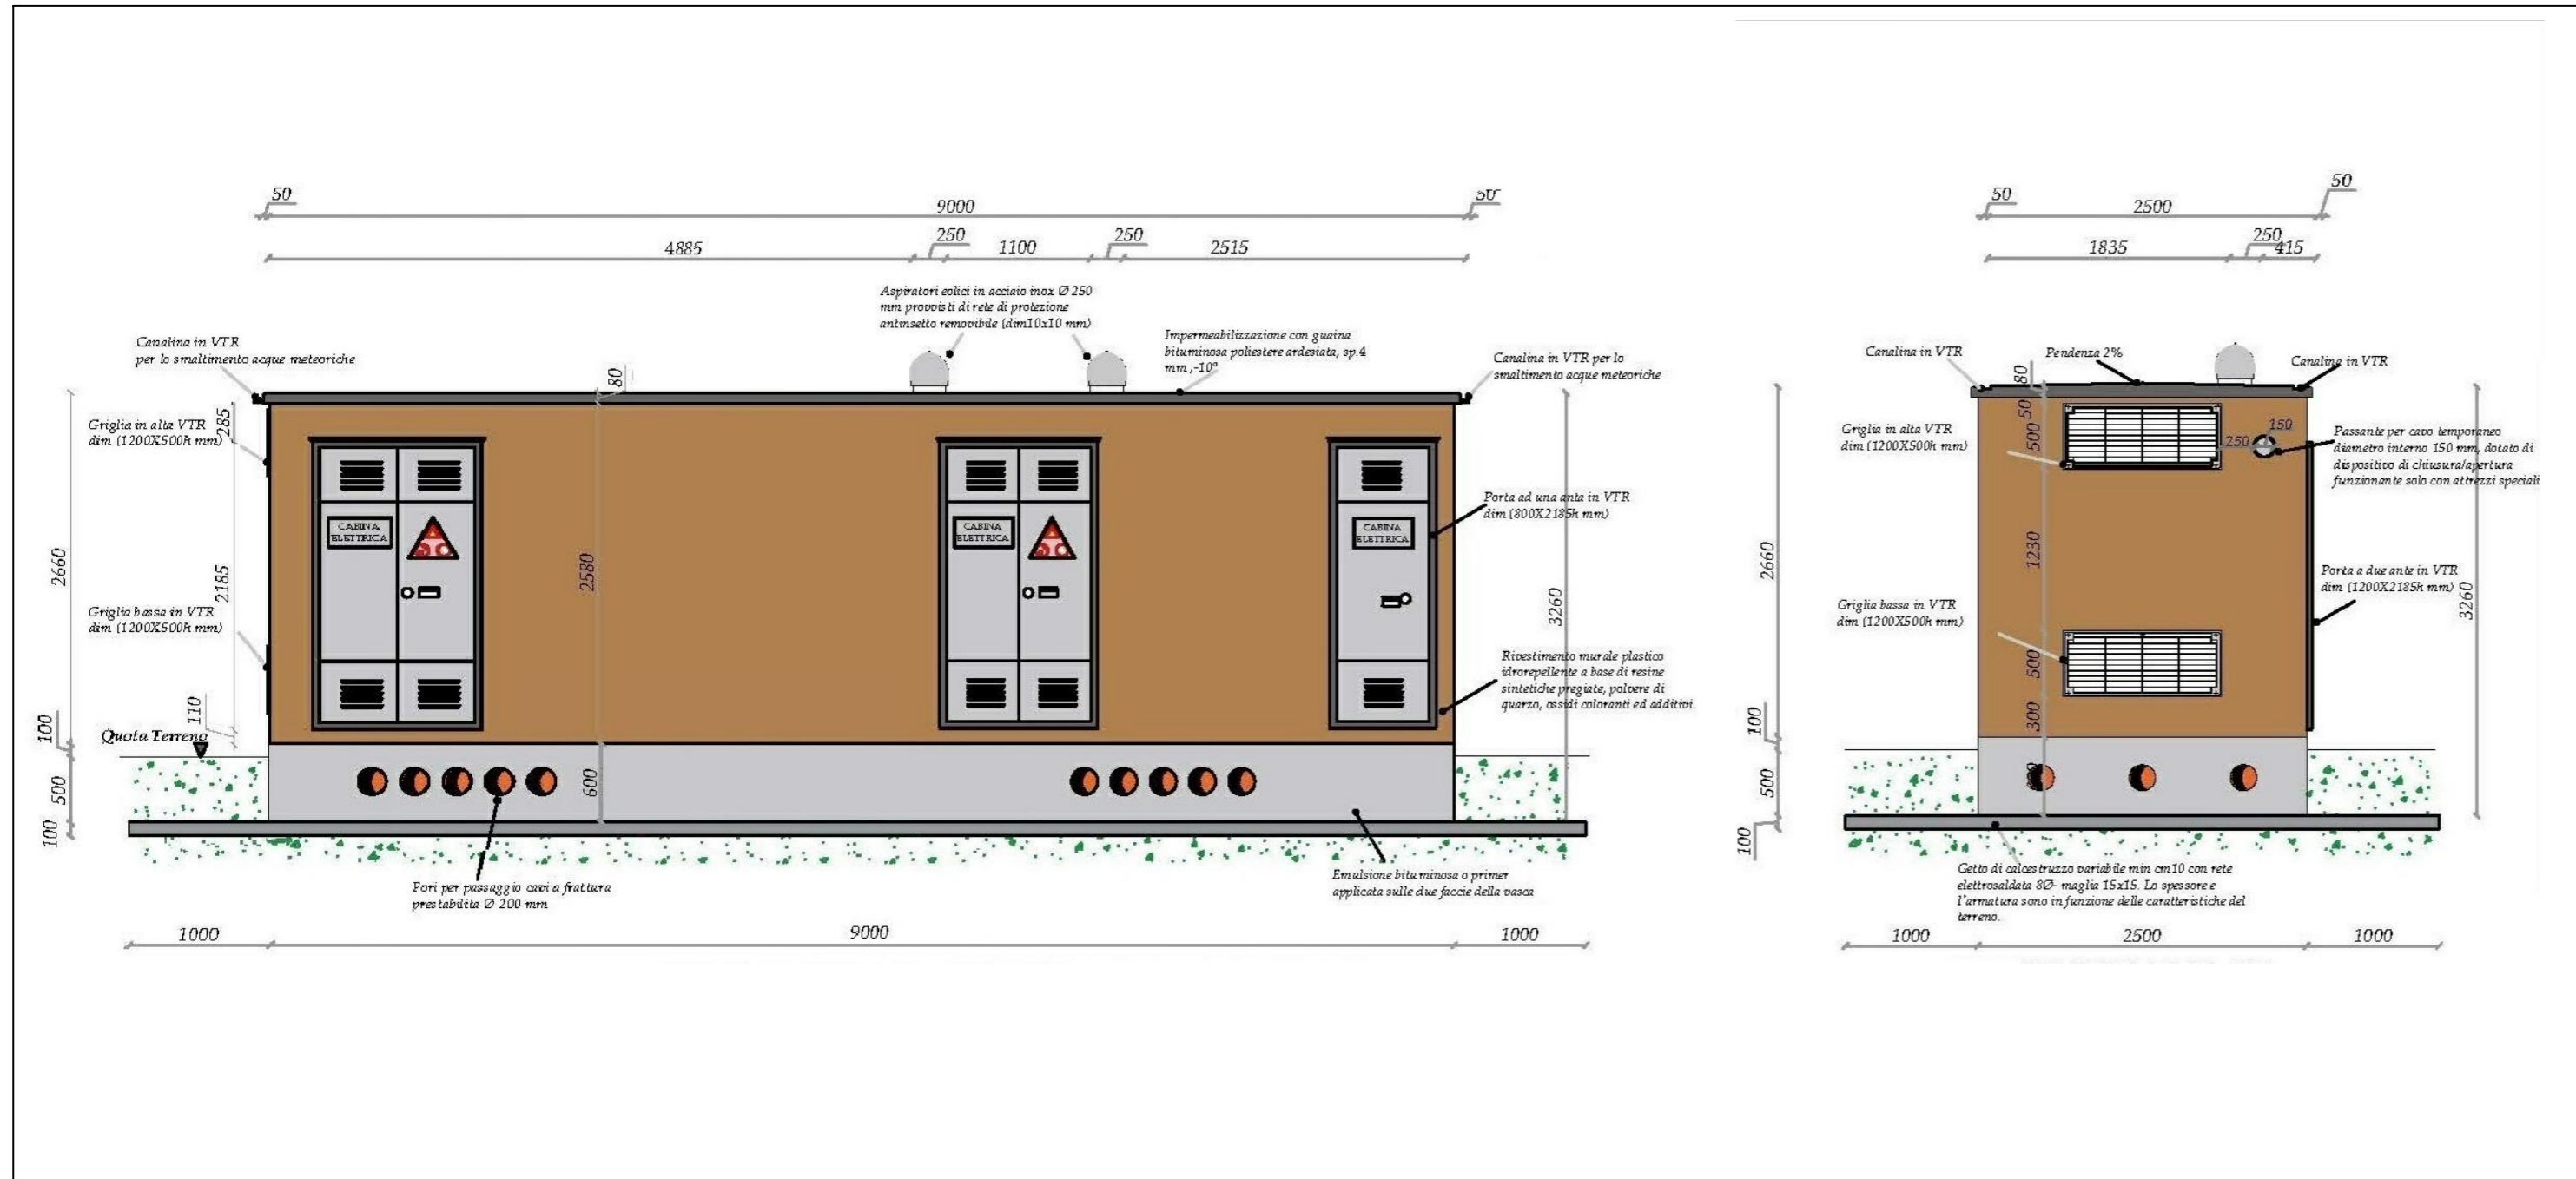 50
9000
50
4885
250
1100
250
2515
Aspiratori eolici in acciaio inox Ø 250
mm provvisti di rete di protezione
antinsetto removibile (dim10x10 mm)
Impermeabilizzazione con guaina
bituminosa poliestere ardesiata, sp.4
mm ,-10°
Canalina in VTR
per lo smaltimento acque meteoriche
Canalina in VTR per lo
smaltimento acque meteoriche
80
285
Griglia in alta VTR
dim (1200X500h mm)
CABINA
ELETTRICA
CABINA
ELETTRICA
CABINA
ELETTRICA
Porta ad una anta in VTR
dim (800X2185h mm)
2660
2185
2580
3260
Griglia bassa in VTR
dim (1200X500h mm)
Rivestimento murale plastico
idrorepellente a base di resine
sintetiche pregiate, polvere di
quarzo, ossidi coloranti ed additivi.
110
100
Quota Terreno
500
600
100
Fori per passaggio cavi a frattura
prestabilita Ø 200 mm
Emulsione bituminosa o primer
applicata sulle due faccie della vasca
1000
9000
1000
50
2500
50
1835
250
415
Canalina in VTR
Pendenza 2%
Canalina in VTR
80
50
Griglia in alta VTR
dim (1200X500h mm)
500
250
150
Passante per cavo temporaneo
diametro interno 150 mm, dotato di
dispositivo di chiusura/apertura
funzionante solo con attrezzi speciali
2660
1230
Porta a due ante in VTR
dim (1200X2185h mm)
3260
Griglia bassa in VTR
dim (1200X500h mm)
500
300
100
500
100
Getto di calcestruzzo variabile min cm10 con rete
elettrosaldata 8Ø- maglia 15x15. Lo spessore e
l'armatura sono in funzione delle caratteristiche del
terreno.
1000
2500
1000